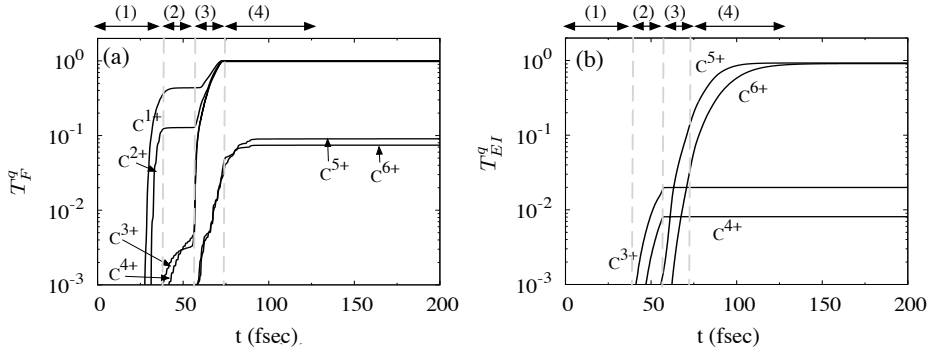 (1) (2) (3) (4)
(a)
10^0
10^-1
10^-2
10^-3
T_F^q
C^1+
C^2+
C^3+
C^4+
C^5+
C^6+
0 50 100 150 200
t (fsec)
(1) (2) (3) (4)
(b)
10^0
10^-1
10^-2
10^-3
T_EI^q
C^5+
C^6+
C^3+
C^4+
0 50 100 150 200
t (fsec)